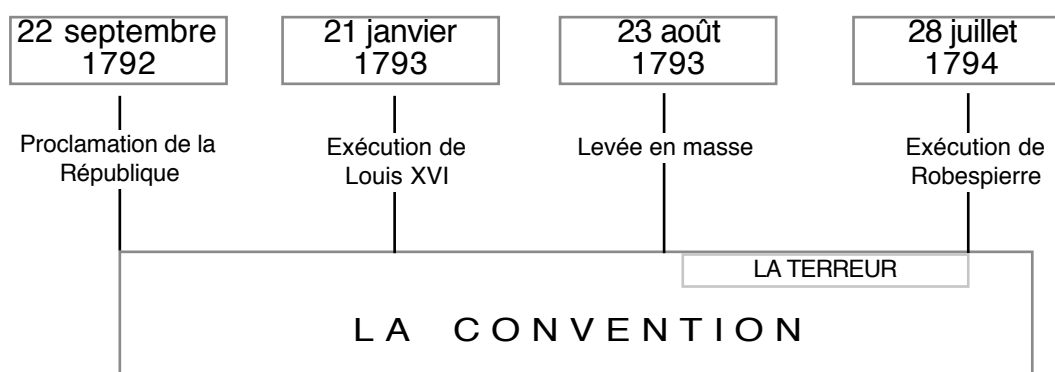 22 septembre
1792
21 janvier
1793
23 août
1793
28 juillet
1794
Proclamation de la
République
Exécution de
Louis XVI
Levée en masse
Exécution de
Robespierre
LA TERREUR
LA CONVENTION